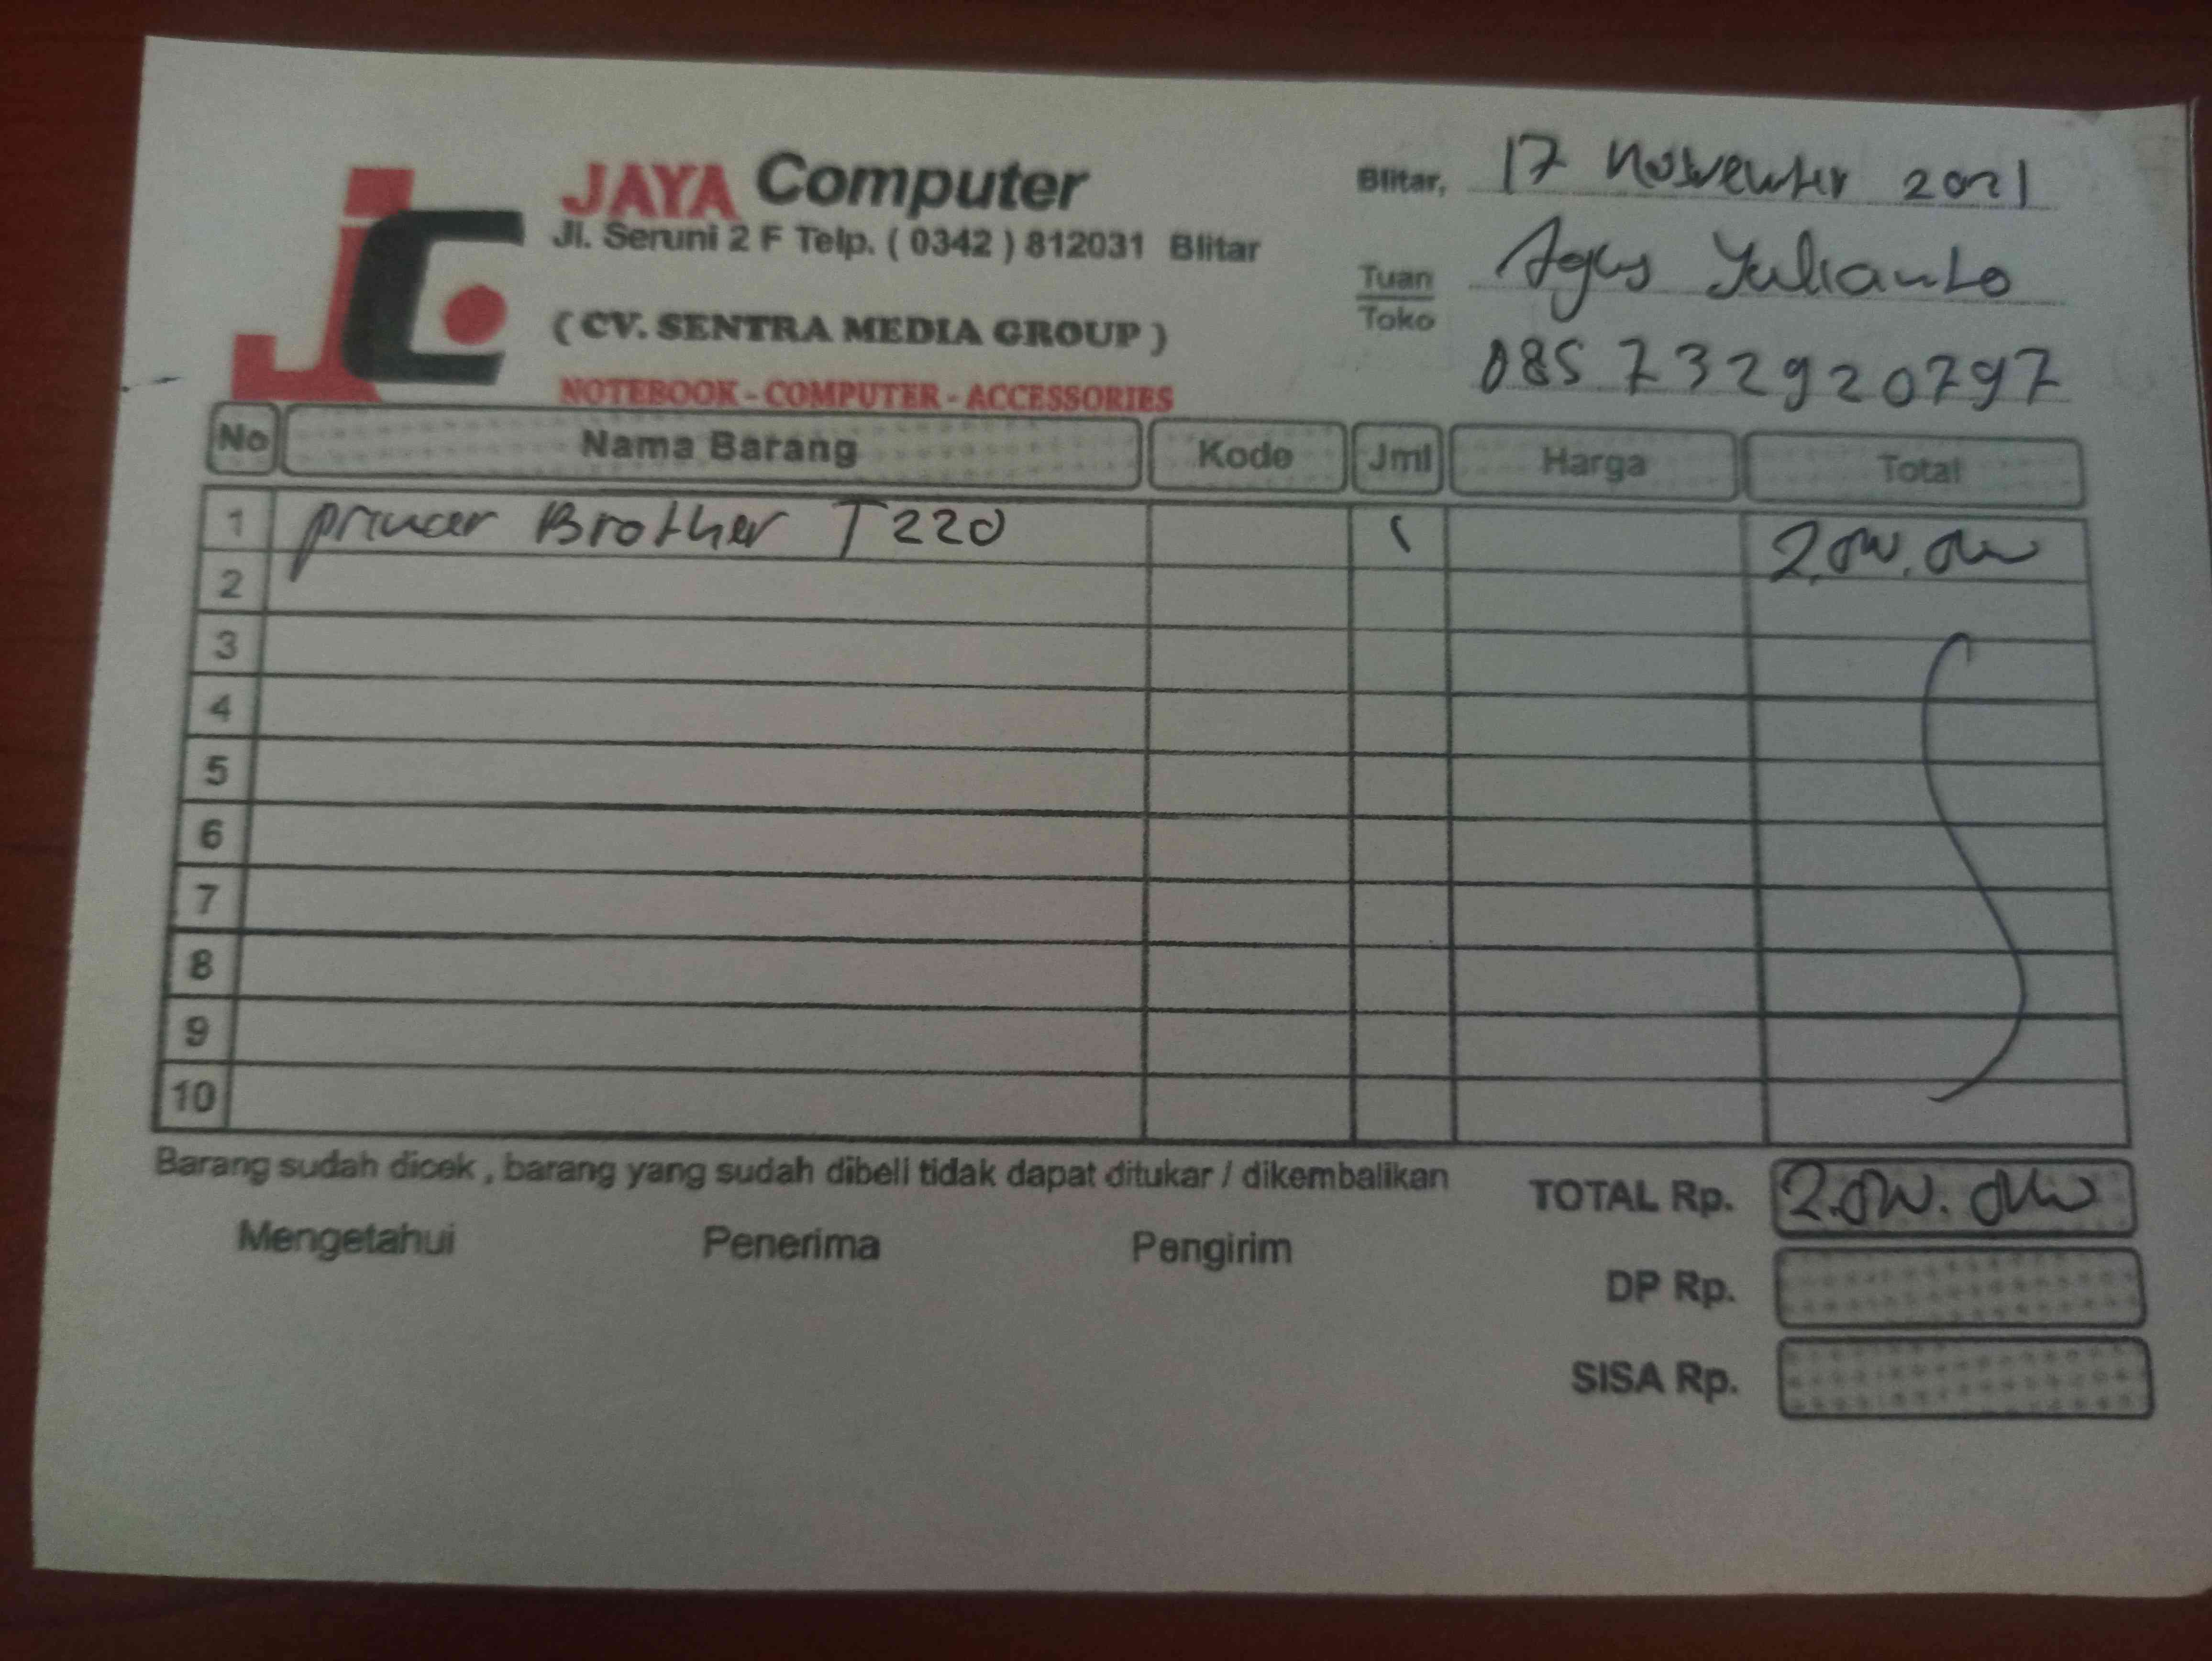 JC
JAYA Computer
Jl. Seruni 2 F Telp. ( 0342 ) 812031 Blitar
( CV. SENTRA MEDIA GROUP )
NOTEBOOK - COMPUTER - ACCESSORIES
Blitar, 17 November 2021
Tuan Agus Yulianto
Toko
085 732920797
No Nama Barang Kode Jml Harga Total
1 printer Brother T220 1 2.000.000
2
3
4
5
6
7
8
9
10
Barang sudah dicek , barang yang sudah dibeli tidak dapat ditukar / dikembalikan
TOTAL Rp. 2.000.000
Mengetahui Penerima Pengirim
DP Rp.
SISA Rp.